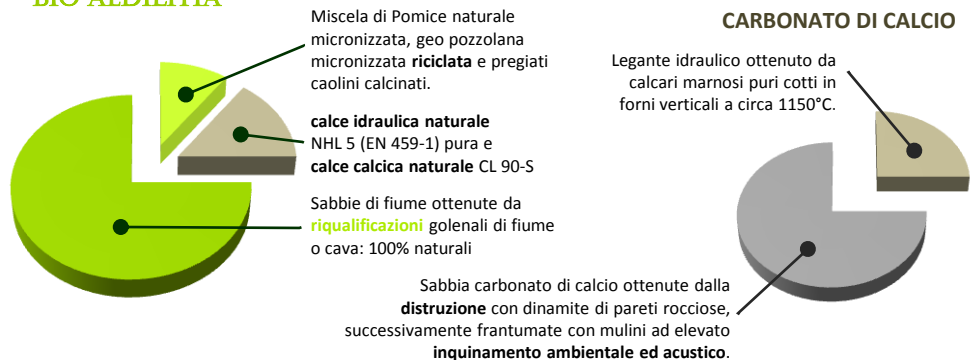 BIO AEDILITIA
Miscela di Pomice naturale
micronizzata, geo pozzolana
micronizzata riciclata e pregiati
caolini calcinati.
calce idraulica naturale
NHL 5 (EN 459-1) pura e
calce calcica naturale CL 90-S
Sabbie di fiume ottenute da
riqualificazioni golenali di fiume
o cava: 100% naturali
CARBONATO DI CALCIO
Legante idraulico ottenuto da
calcari marnosi puri cotti in
forni verticali a circa 1150°C.
Sabbia carbonato di calcio ottenute dalla
distruzione con dinamite di pareti rocciose,
successivamente frantumate con mulini ad elevato
inquinamento ambientale ed acustico.